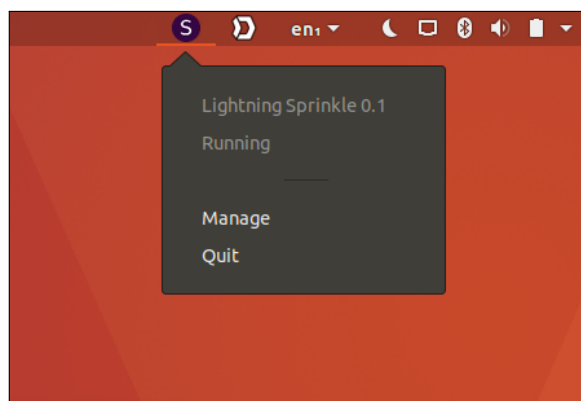 S
en₁
Lightning Sprinkle 0.1
Running
Manage
Quit